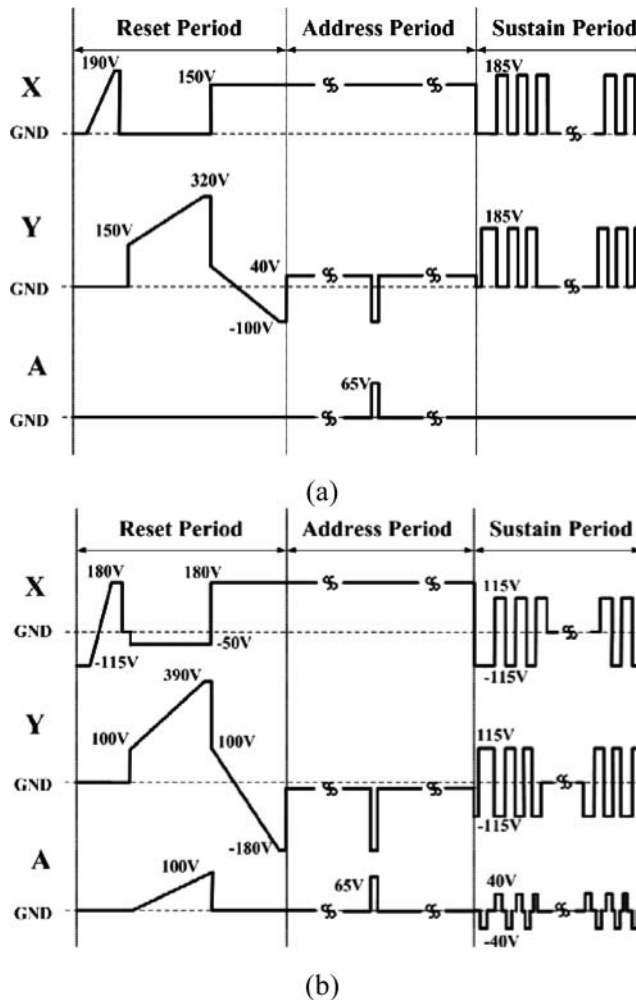 Reset Period Address Period Sustain Period
190V 150V 185V
X
GND
320V
Y 150V 185V
40V
GND
-100V
A 65V
GND
(a)
Reset Period Address Period Sustain Period
180V 180V 115V
X
GND
-115V -50V -115V
390V
Y
100V 100V 115V
GND
-180V -115V
A 100V 65V 40V
GND
-40V
(b)